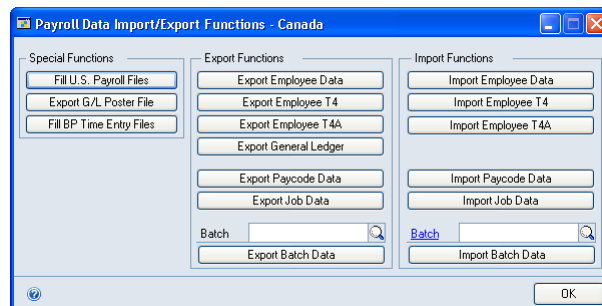 Payroll Data Import/Export Functions - Canada
Special Functions
Fill U.S. Payroll Files
Export G/L Poster File
Fill BP Time Entry Files
Export Functions
Export Employee Data
Export Employee T4
Export Employee T4A
Export General Ledger
Export Paycode Data
Export Job Data
Batch
Export Batch Data
Import Functions
Import Employee Data
Import Employee T4
Import Employee T4A
Import Paycode Data
Import Job Data
Batch
Import Batch Data
OK